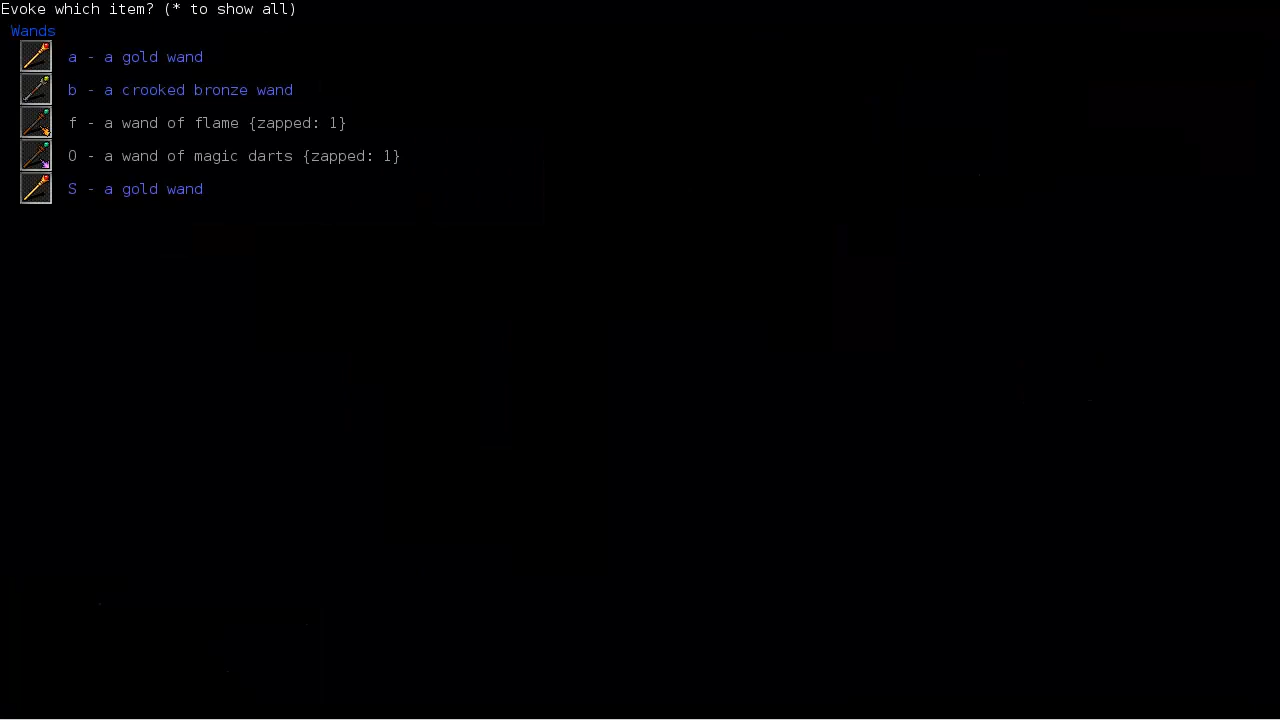 Evoke which item? (* to show all)
Wands
a - a gold wand
b - a crooked bronze wand
f - a wand of flame {zapped: 1}
O - a wand of magic darts {zapped: 1}
S - a gold wand